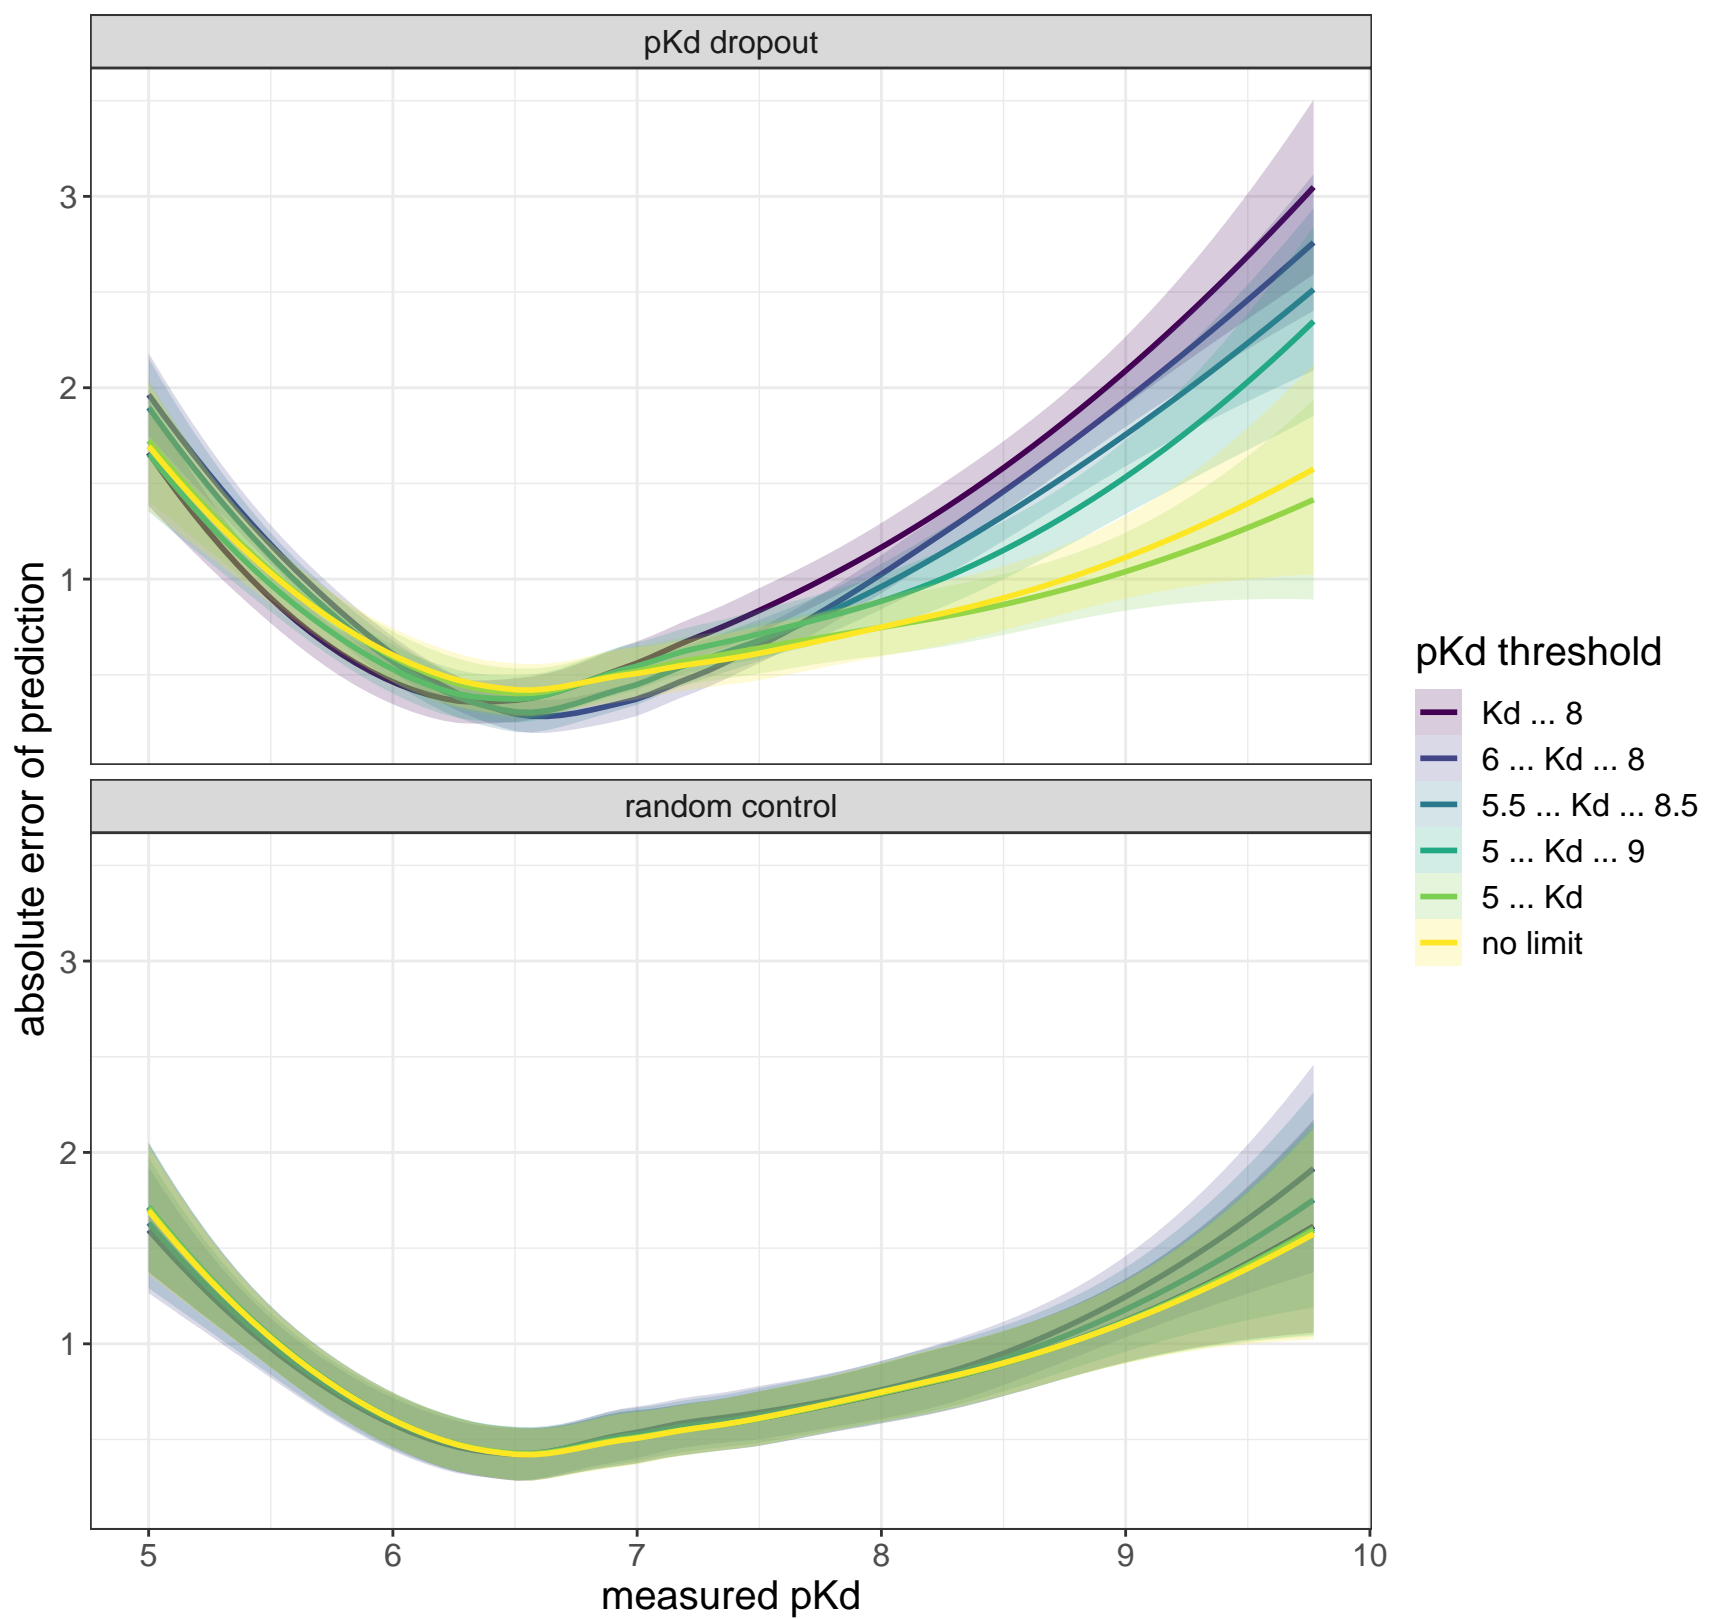 pKd dropout
3
2
1
random control
3
2
1
5 6 7 8 9 10
measured pKd
absolute error of prediction
pKd threshold
Kd ... 8
6 ... Kd ... 8
5.5 ... Kd ... 8.5
5 ... Kd ... 9
5 ... Kd
no limit